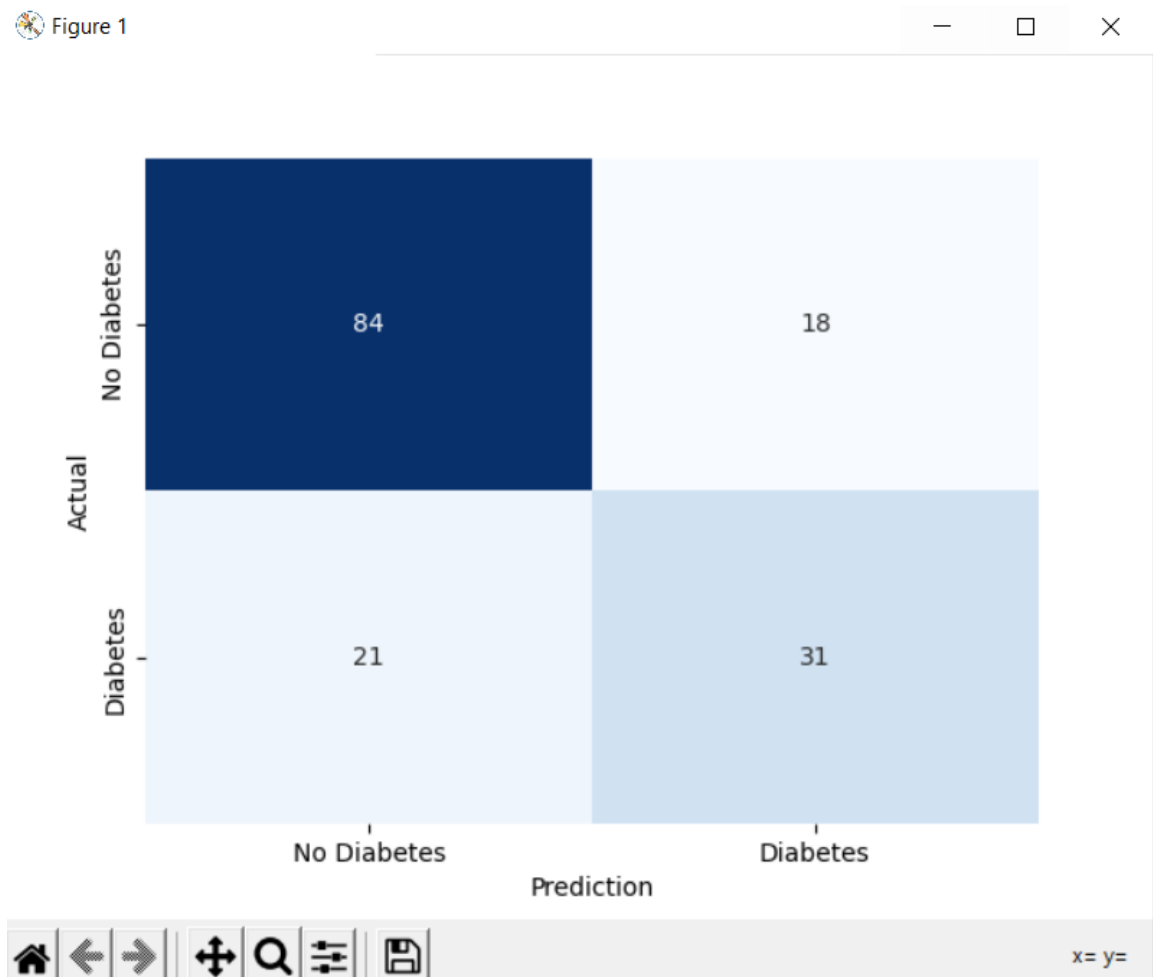 Figure 1
No Diabetes
84
18
Actual
Diabetes
21
31
No Diabetes
Diabetes
Prediction
x= y=